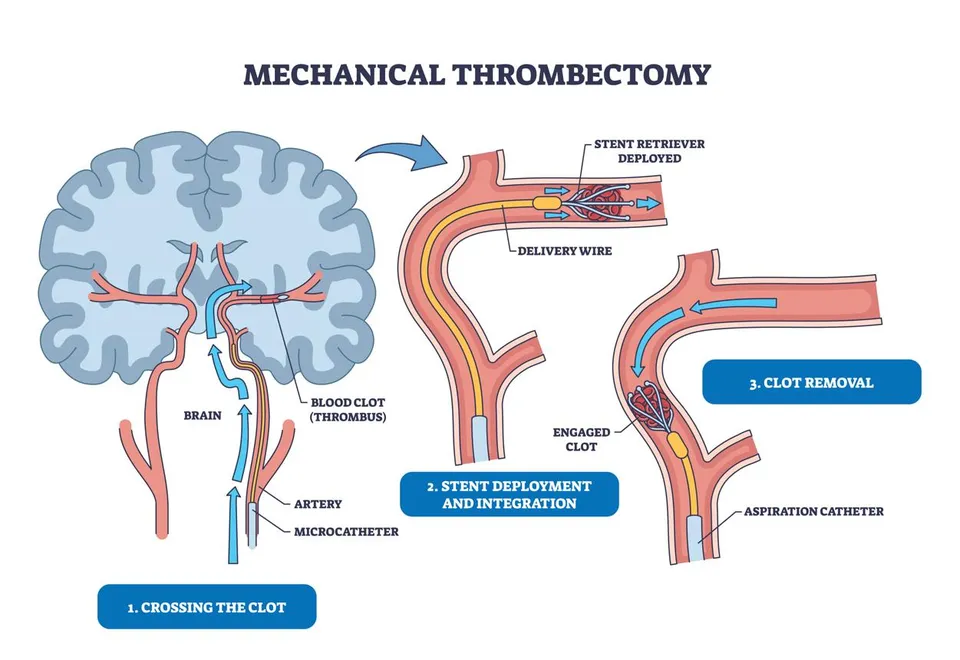 MECHANICAL THROMBECTOMY
STENT RETRIEVER
DEPLOYED
DELIVERY WIRE
BLOOD CLOT
(THROMBUS)
BRAIN
ARTERY
MICROCATHETER
1. CROSSING THE CLOT
2. STENT DEPLOYMENT
AND INTEGRATION
3. CLOT REMOVAL
ENGAGED
CLOT
ASPIRATION CATHETER